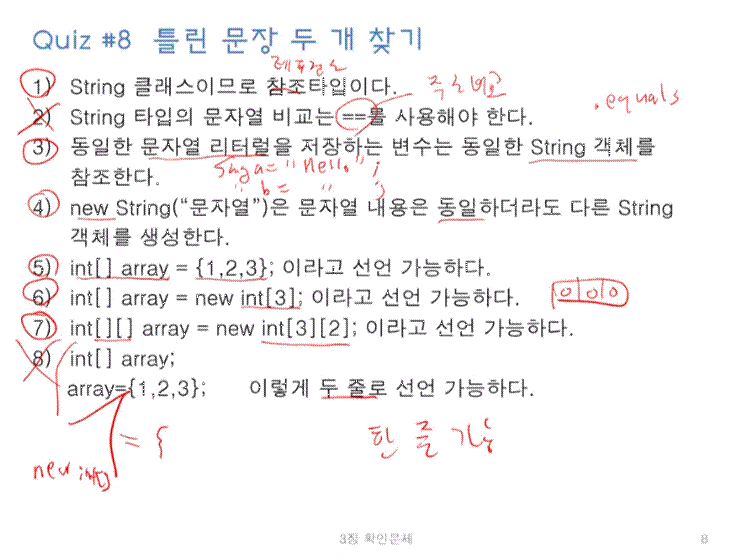 Quiz #8 틀린 문장 두 개 찾기
레퍼런스
1) String 클래스이므로 참조타입이다.
주소비교
2) String 타입의 문자열 비교는 ==를 사용해야 한다.
.equals
3) 동일한 문자열 리터럴을 저장하는 변수는 동일한 String 객체를
참조한다.
a= "Hello";
" b= " ;
4) new String(“문자열”)은 문자열 내용은 동일하더라도 다른 String
객체를 생성한다.
5) int[] array = {1,2,3}; 이라고 선언 가능하다.
6) int[] array = new int[3]; 이라고 선언 가능하다.
0 0 0
7) int[][] array = new int[3][2]; 이라고 선언 가능하다.
8) int[] array;
array={1,2,3}; 이렇게 두 줄로 선언 가능하다.
= {
한 줄 가능
new int[]
3장 확인문제
8